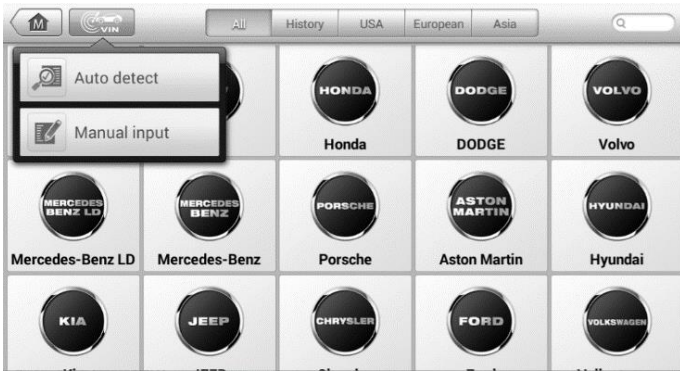 M
VIN
All
History
USA
European
Asia
Auto detect
Manual input
HONDA
DODGE
VOLVO
Honda
DODGE
Volvo
MERCEDES
BENZ LD
MERCEDES
BENZ
PORSCHE
ASTON
MARTIN
HYUNDAI
Mercedes-Benz LD
Mercedes-Benz
Porsche
Aston Martin
Hyundai
KIA
JEEP
CHRYSLER
FORD
VOLKSWAGEN